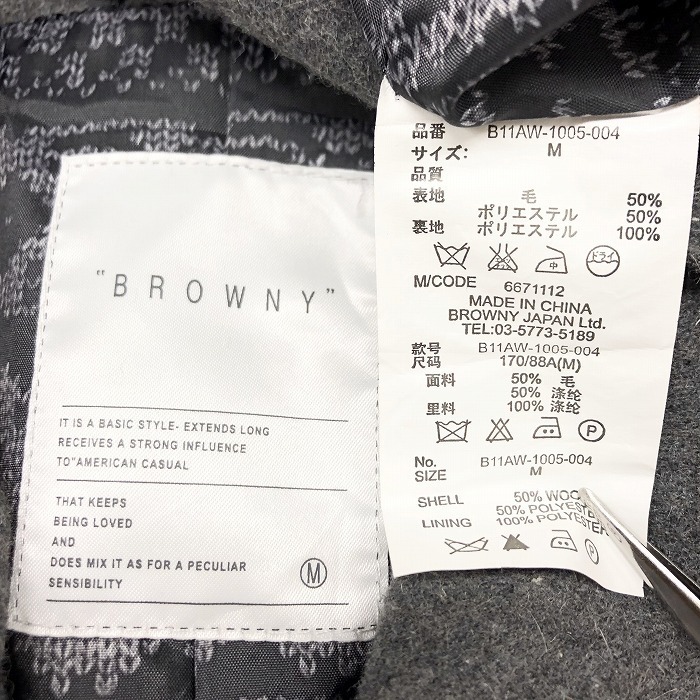 "BROWNY"
IT IS A BASIC STYLE- EXTENDS LONG
RECEIVES A STRONG INFLUENCE
TO"AMERICAN CASUAL
THAT KEEPS
BEING LOVED
AND
DOES MIX IT AS FOR A PECULIAR
SENSIBILITY
M
品番 B11AW-1005-004
サイズ: M
品質
表地 毛 50%
ポリエステル 50%
裏地 ポリエステル 100%
中 ドライ
M/CODE 6671112
MADE IN CHINA
BROWNY JAPAN Ltd.
TEL:03-5773-5189
款号 B11AW-1005-004
尺码 170/88A(M)
面料 50% 毛
50% 涤纶
里料 100% 涤纶
P
No. B11AW-1005-004
SIZE M
SHELL 50% WOO
50% POLYESTE
LINING 100% POLYESTER
P